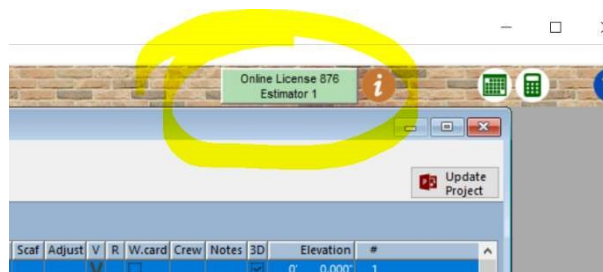 Online License 876
Estimator 1
i
Update
Project
Scaf Adjust V R W.card Crew Notes 3D Elevation #
V 0' 0.000" 1